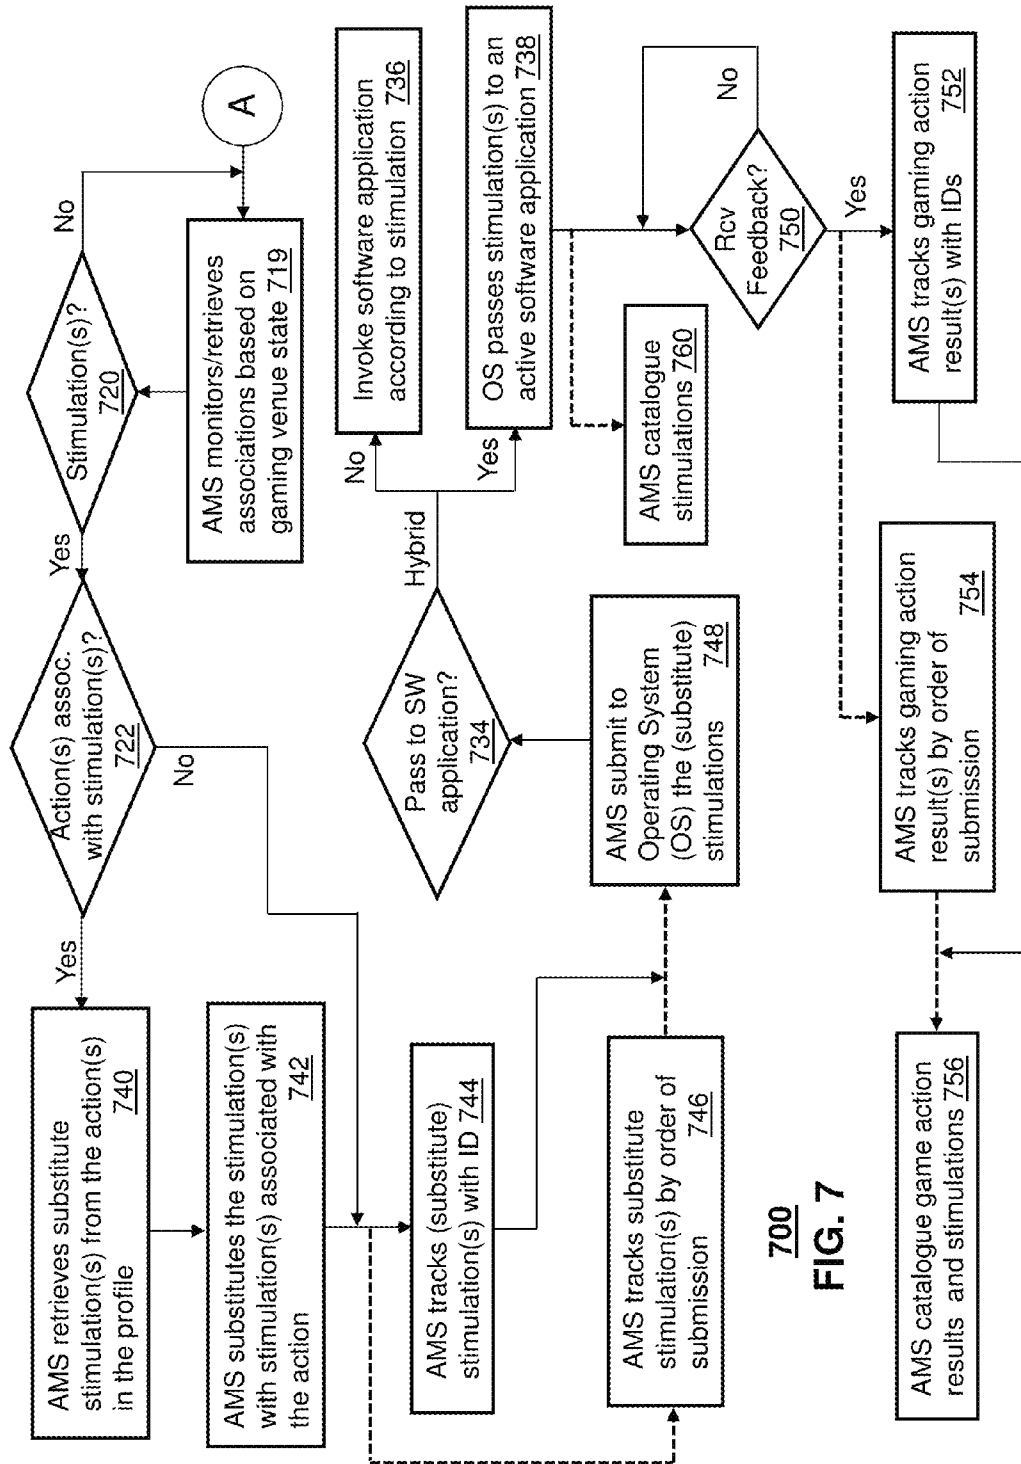 A
AMS monitors/retrieves
associations based on
gaming venue state 719
Stimulation(s)?
720
No
Yes
Action(s) assoc.
with stimulation(s)?
722
No
Yes
AMS retrieves substitute
stimulation(s) from the action(s)
in the profile
740
AMS substitutes the stimulation(s)
with stimulation(s) associated with
the action
742
AMS tracks (substitute)
stimulation(s) with ID 744
AMS tracks substitute
stimulation(s) by order of
submission
746
AMS submit to
Operating System
(OS) the (substitute)
stimulations
748
Pass to SW
application?
734
Hybrid
No
Yes
Invoke software application
according to stimulation 736
OS passes stimulation(s) to an
active software application 738
AMS catalogue
stimulations 760
Rcv
Feedback?
750
No
Yes
AMS tracks gaming action
result(s) with IDs
752
AMS tracks gaming action
result(s) by order of
submission
754
AMS catalogue game action
results and stimulations 756
700
FIG. 7